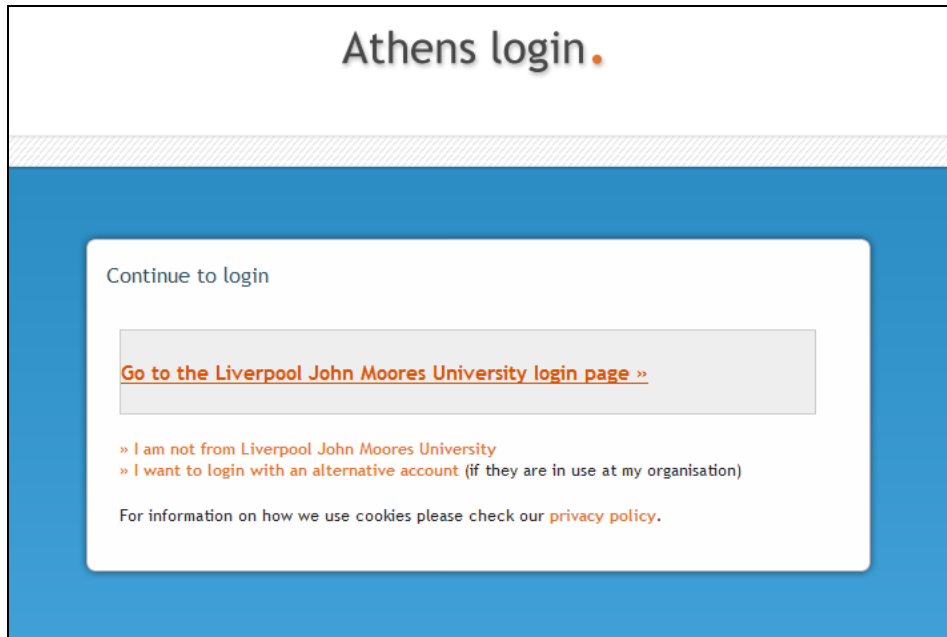 Athens login.
Continue to login
Go to the Liverpool John Moores University login page »
» I am not from Liverpool John Moores University
» I want to login with an alternative account (if they are in use at my organisation)
For information on how we use cookies please check our privacy policy.